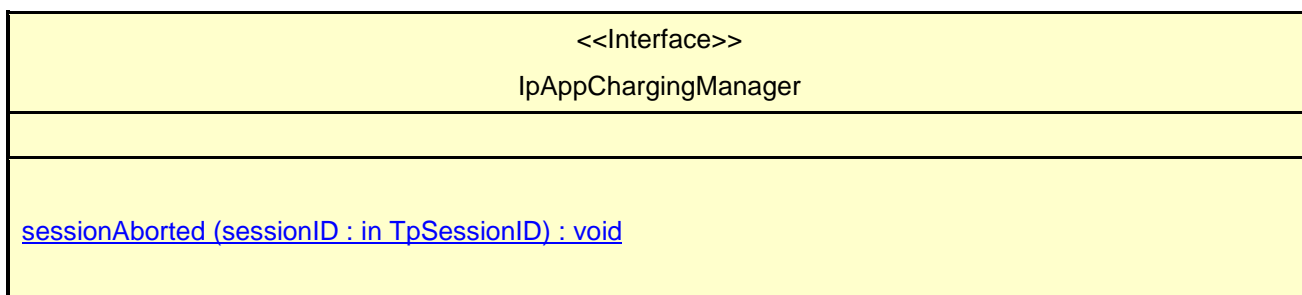 <<Interface>>
IpAppChargingManager
sessionAborted (sessionID : in TpSessionID) : void